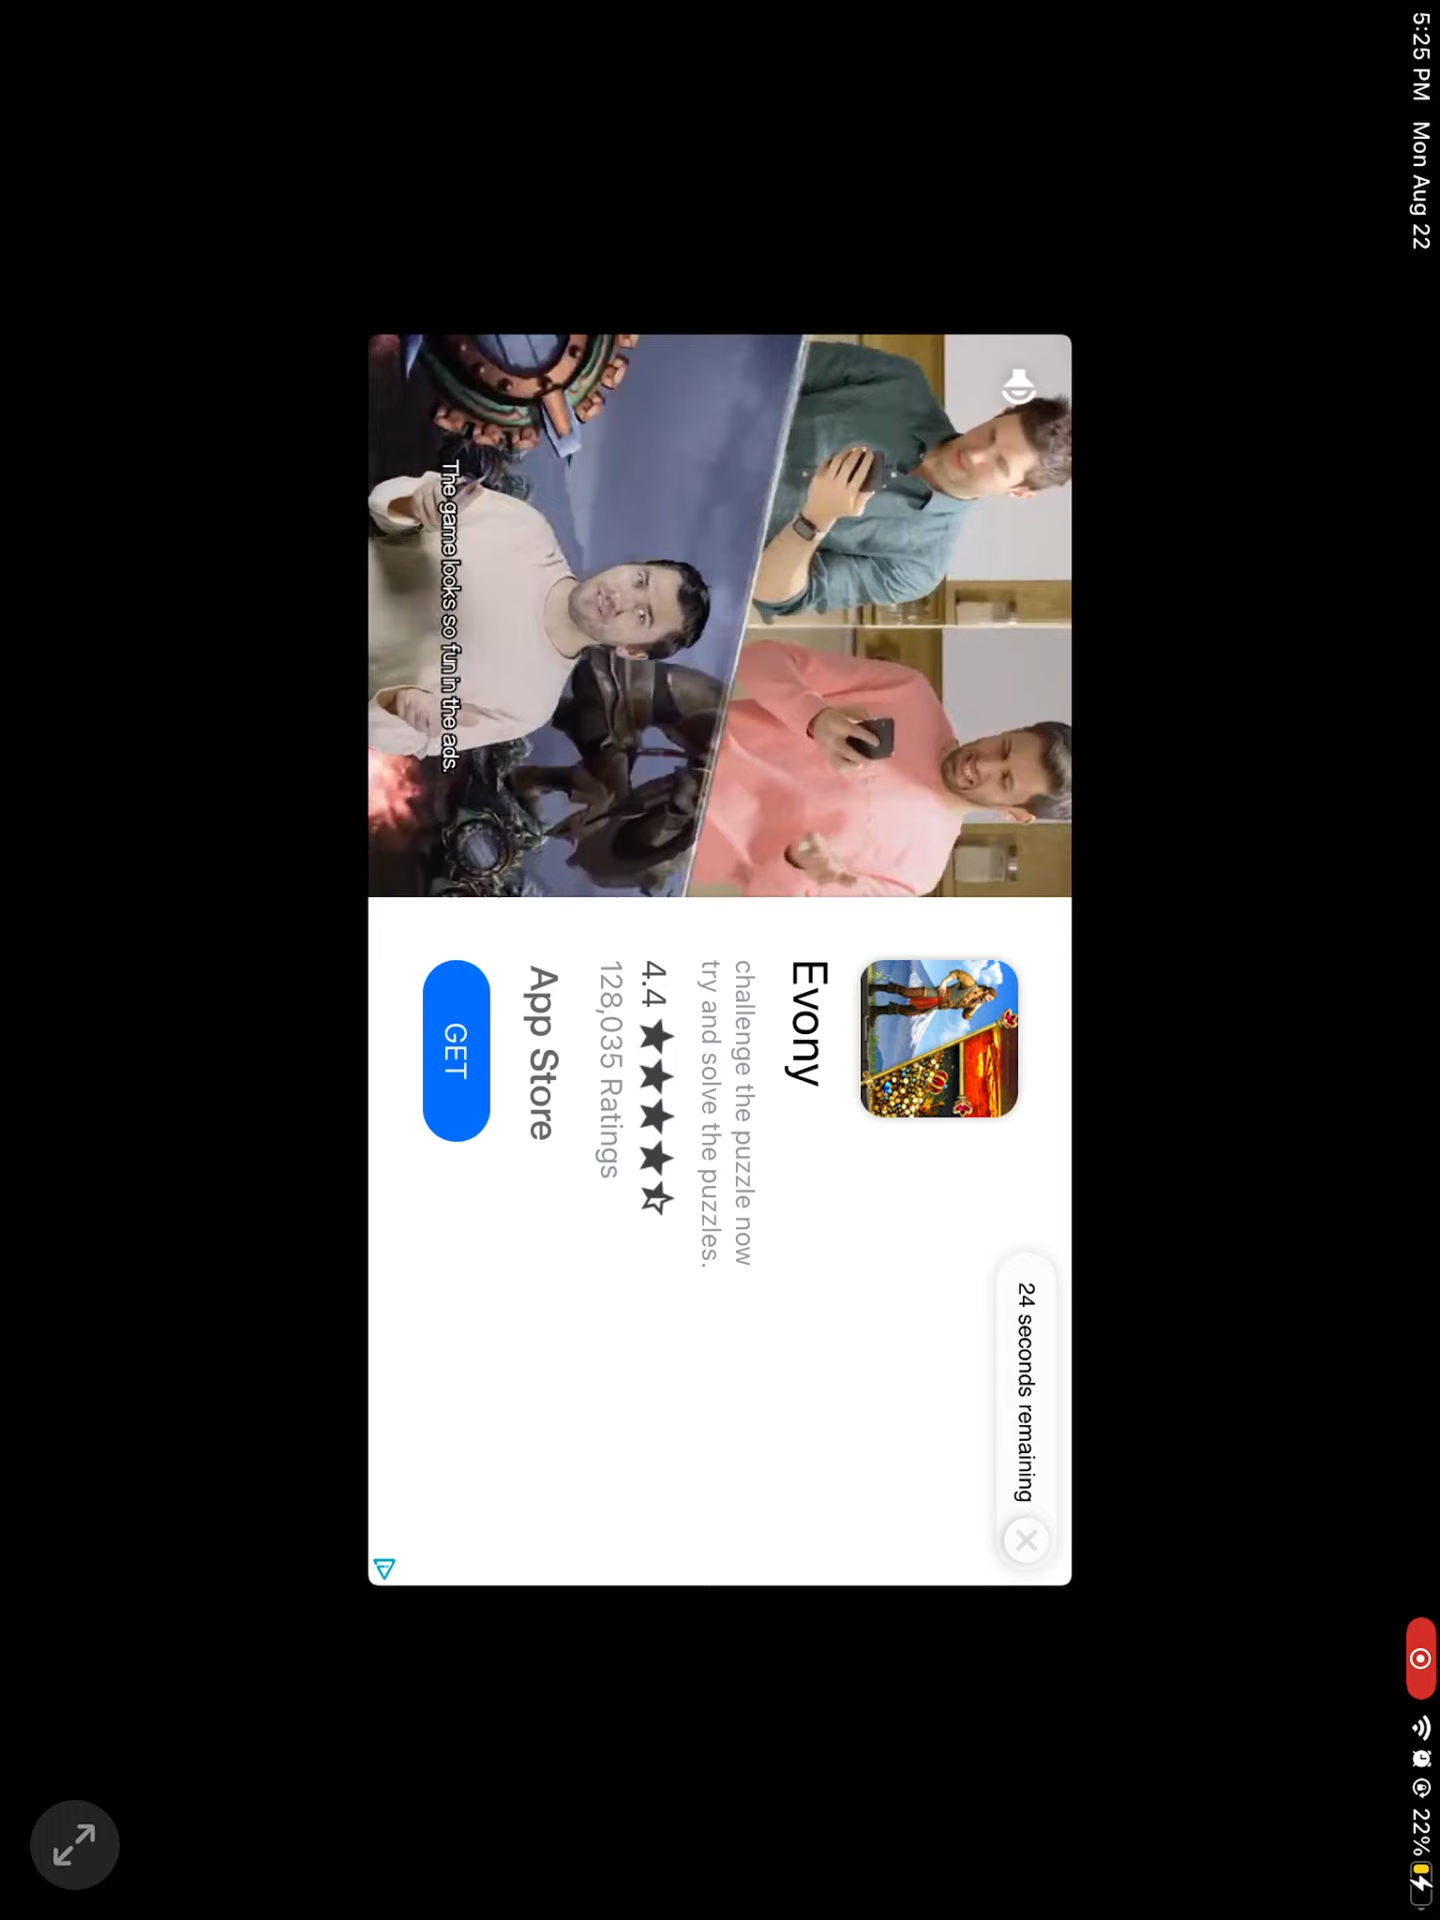 5:25 PM Mon Aug 22
22%
24 seconds remaining
The game looks so fun in the ads.
Evony
challenge the puzzle now
try and solve the puzzles.
4.4
128,035 Ratings
App Store
GET